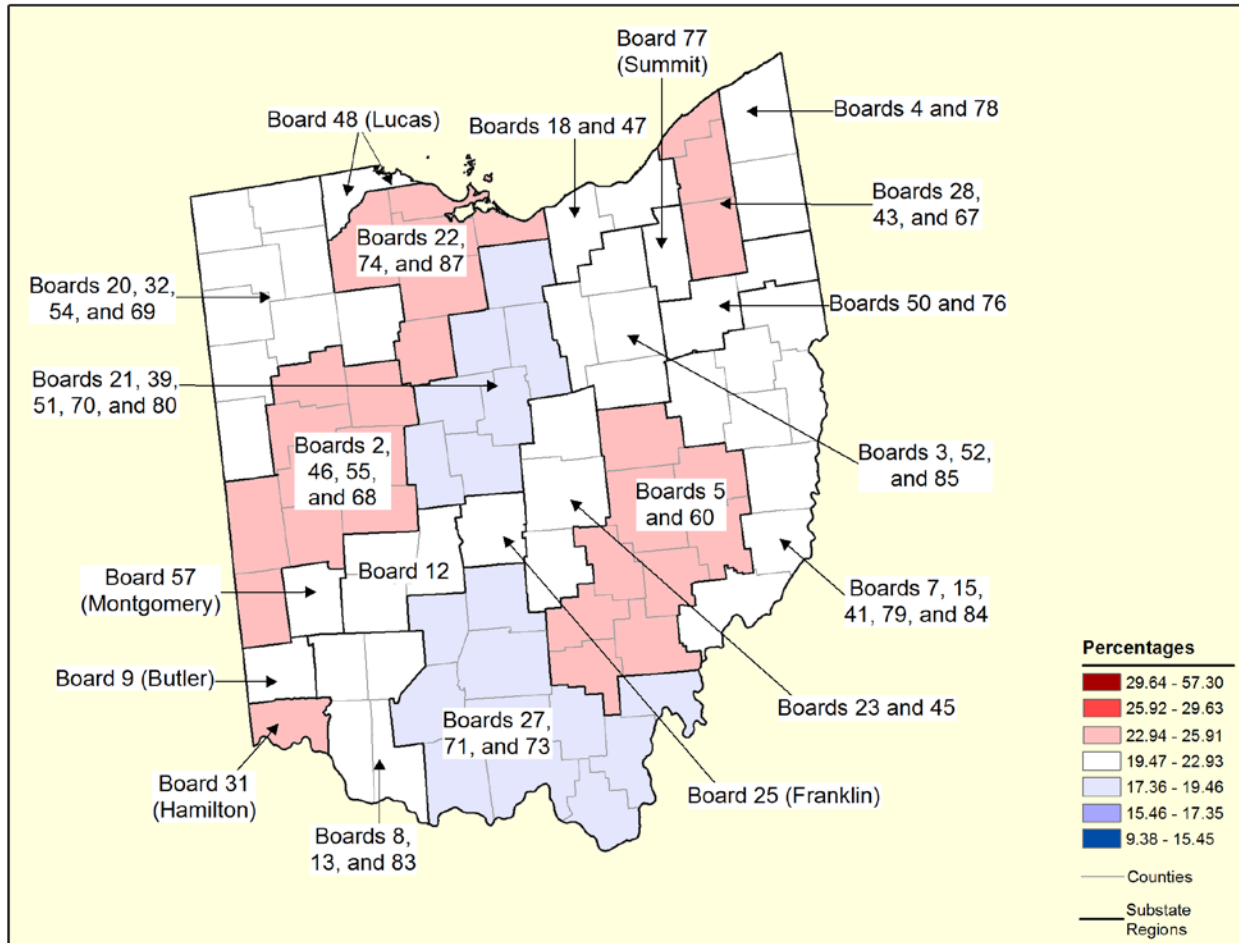 Board 77
(Summit)
Boards 4 and 78
Board 48 (Lucas)
Boards 18 and 47
Boards 28,
43, and 67
Boards 22,
74, and 87
Boards 20, 32,
54, and 69
Boards 50 and 76
Boards 21, 39,
51, 70, and 80
Boards 2,
46, 55,
and 68
Boards 3, 52,
and 85
Boards 5
and 60
Board 57
(Montgomery)
Board 12
Boards 7, 15,
41, 79, and 84
Board 9 (Butler)
Boards 23 and 45
Boards 27,
71, and 73
Board 31
(Hamilton)
Board 25 (Franklin)
Boards 8,
13, and 83
Percentages
29.64 - 57.30
25.92 - 29.63
22.94 - 25.91
19.47 - 22.93
17.36 - 19.46
15.46 - 17.35
9.38 - 15.45
Counties
Substate
Regions